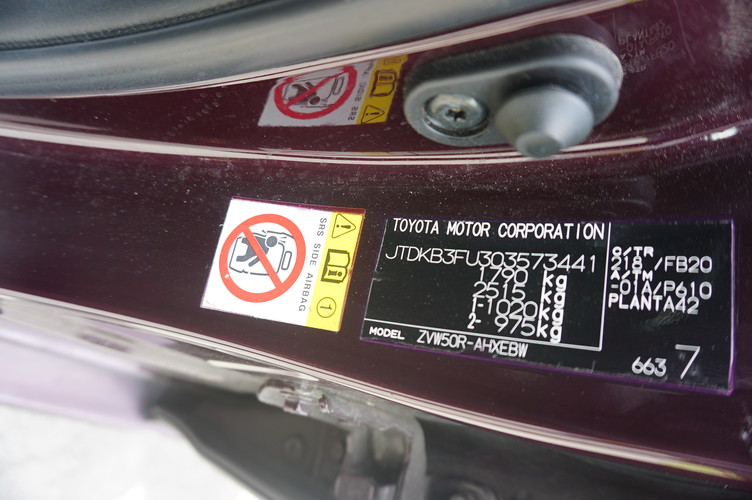 SRS SIDE AIRBAG
1
TOYOTA MOTOR CORPORATION
JTDKB3FU303573441
1790 kg
2515 kg
1-1020kg
2- 975kg
MODEL ZVW50R-AHXEBW
C/TR
218/FB20
A/TM
-01A/P610
PLANTA42
663 7